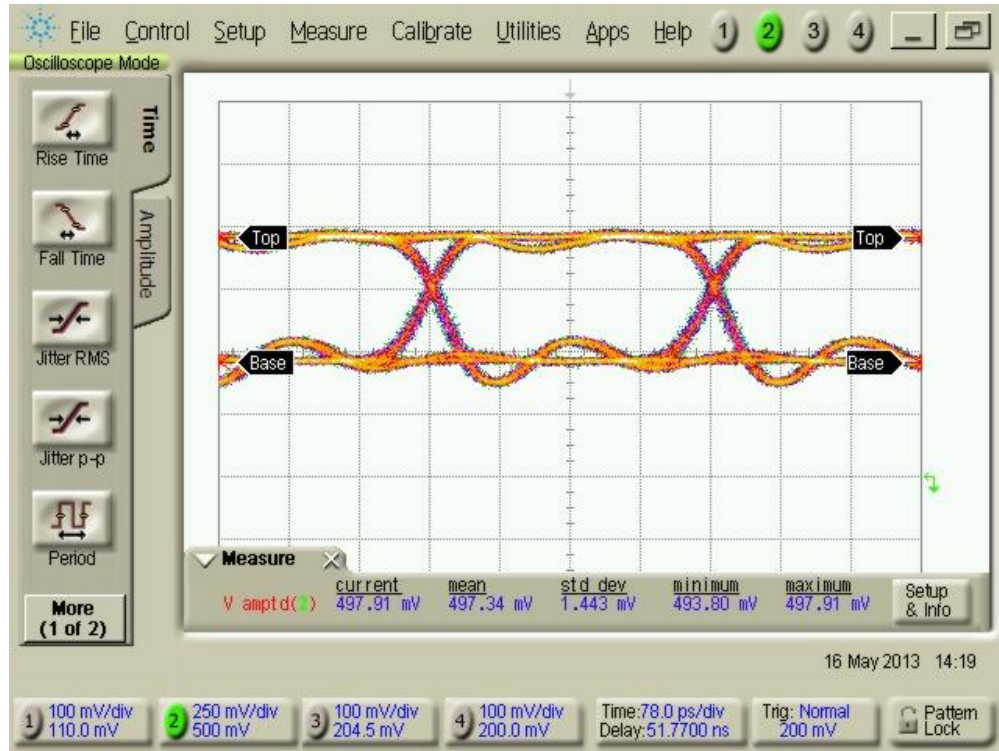 File Control Setup Measure Calibrate Utilities Apps Help 1 2 3 4
Oscilloscope Mode
Time
Rise Time
Amplitude
Fall Time
Jitter RMS
Jitter p-p
Period
More
(1 of 2)
Top Top
Base Base
Measure
current mean std dev minimum maximum
V amptd(2) 497.91 mV 497.34 mV 1.443 mV 493.80 mV 497.91 mV
Setup
& Info
16 May 2013 14:19
1 100 mV/div
110.0 mV
2 250 mV/div
500 mV
3 100 mV/div
204.5 mV
4 100 mV/div
200.0 mV
Time:78.0 ps/div
Delay:51.7700 ns
Trig: Normal
200 mV
Pattern
Lock